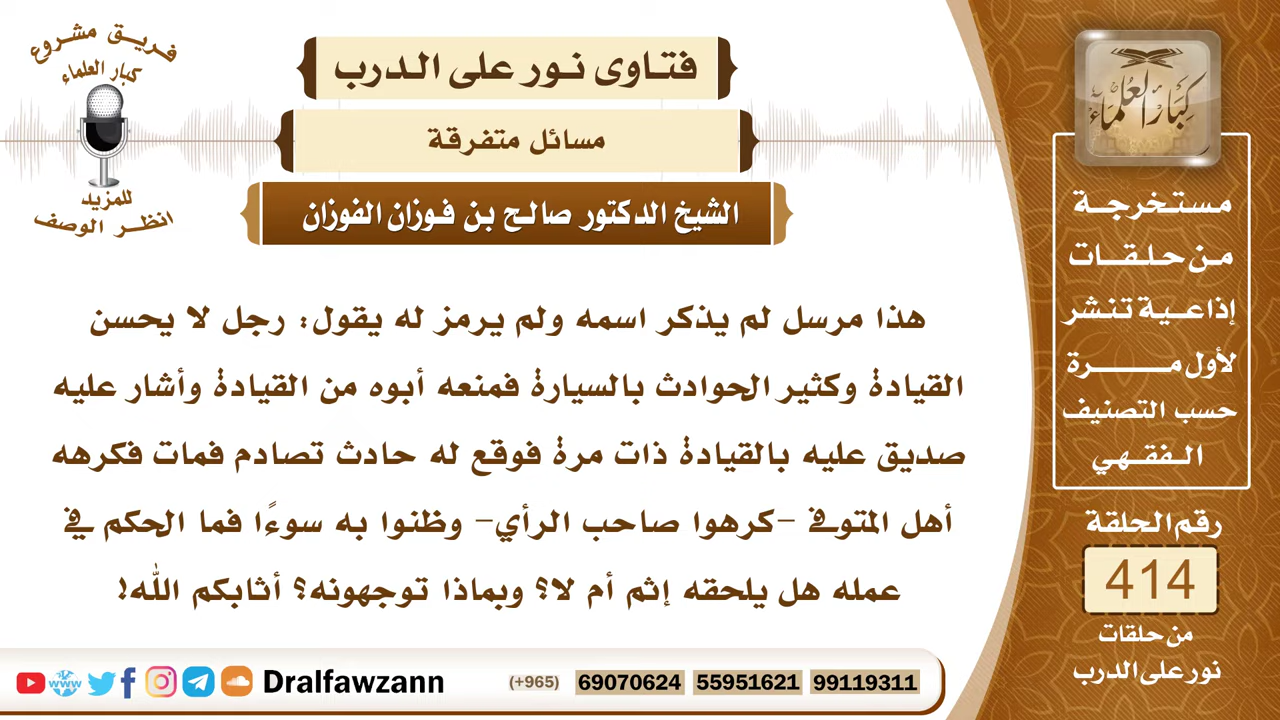 فريق مشروع
كبار العلماء
للمزيد
انظر الوصف
فتاوى نور على الدرب
مسائل متفرقة
الشيخ الدكتور صالح بن فوزان الفوزان
هذا مرسل لم يذكر اسمه ولم يرمز له يقول: رجل لا يحسن
القيادة وكثير الحوادث بالسيارة فمنعه أبوه من القيادة وأشار عليه
صديق عليه بالقيادة ذات مرة فوقع له حادث تصادم فمات فكرهه
أهل المتوفى -كرهوا صاحب الرأي- وظنوا به سوءًا فما الحكم في
عمله هل يلحقه إثم أم لا؟ وبماذا توجهونه؟ أثابكم الله!
كبار العلماء
مستخرجة
من حلقات
إذاعية تنشر
لأول مرة
حسب التصنيف
الفقهي
رقم الحلقة
414
من حلقات
نور على الدرب
www
Dralfawzann
(+965) 69070624 55951621 99119311